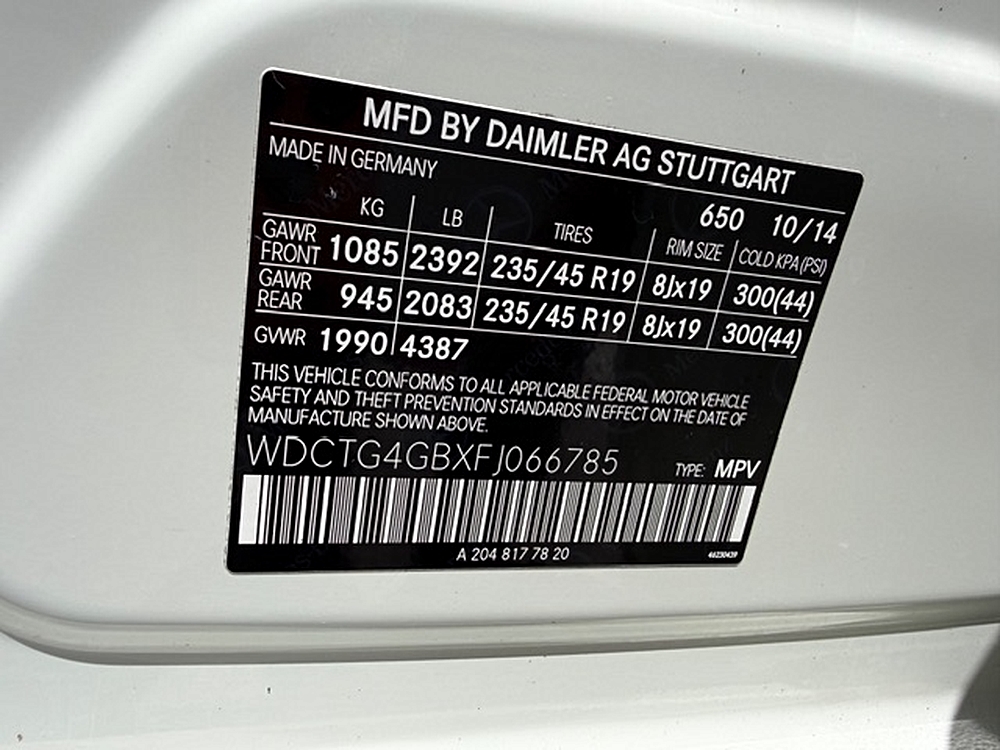 MFD BY DAIMLER AG STUTTGART
MADE IN GERMANY
650 10/14
KG LB TIRES RIM SIZE COLD KPA (PSI)
GAWR FRONT 1085 2392 235/45 R19 8Jx19 300(44)
GAWR REAR 945 2083 235/45 R19 8Jx19 300(44)
GVWR 1990 4387
THIS VEHICLE CONFORMS TO ALL APPLICABLE FEDERAL MOTOR VEHICLE
SAFETY AND THEFT PREVENTION STANDARDS IN EFFECT ON THE DATE OF
MANUFACTURE SHOWN ABOVE.
WDCTG4GBXFJ066785 TYPE: MPV
A 204 817 78 20